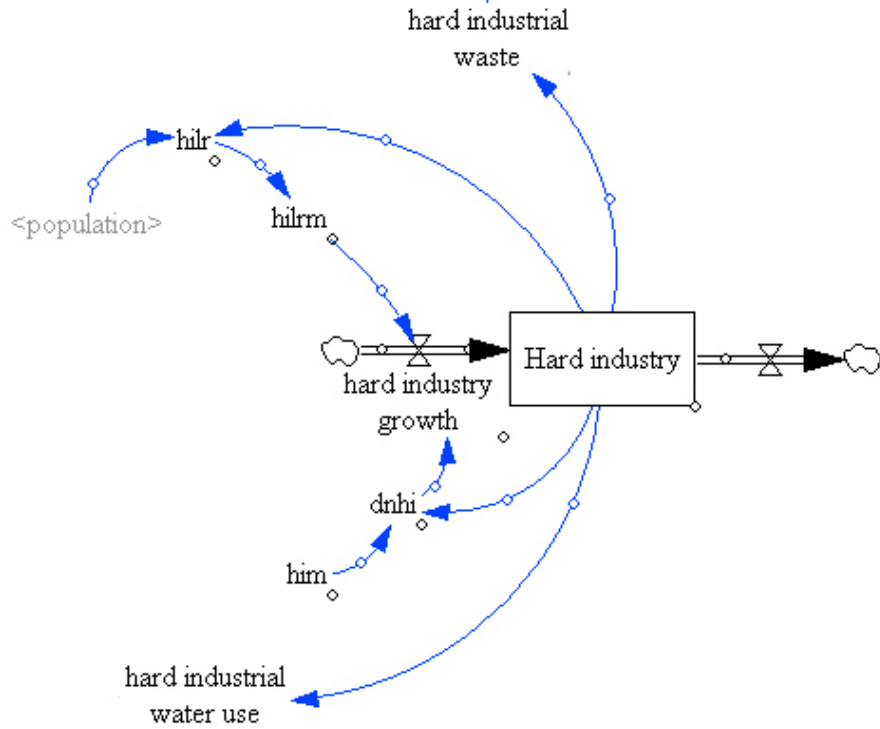 hard industrial
waste
hilr
<population>
hilrm
Hard industry
hard industry
growth
dnhi
him
hard industrial
water use